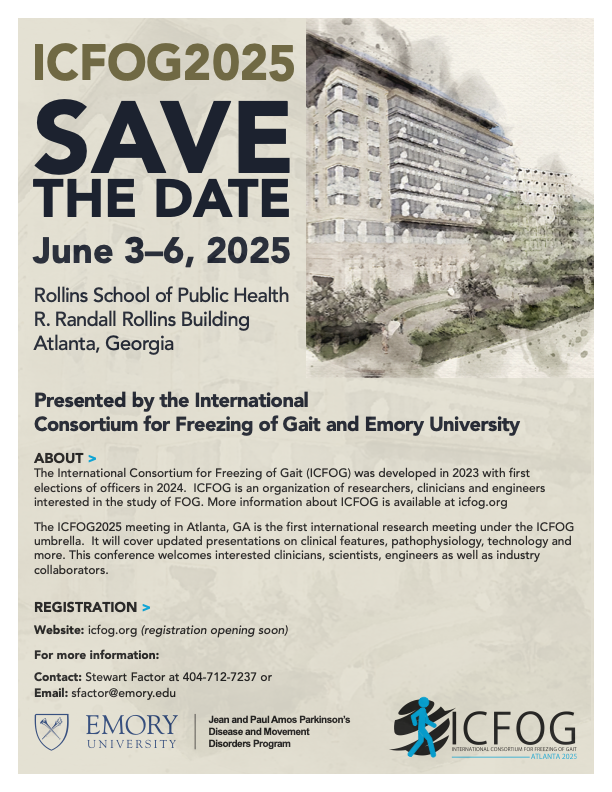 ICFOG2025
SAVE
THE DATE
June 3–6, 2025
Rollins School of Public Health
R. Randall Rollins Building
Atlanta, Georgia
Presented by the International
Consortium for Freezing of Gait and Emory University
ABOUT >
The International Consortium for Freezing of Gait (ICFOG) was developed in 2023 with first
elections of officers in 2024.  ICFOG is an organization of researchers, clinicians and engineers
interested in the study of FOG. More information about ICFOG is available at icfog.org
The ICFOG2025 meeting in Atlanta, GA is the first international research meeting under the ICFOG
umbrella.  It will cover updated presentations on clinical features, pathophysiology, technology and
more. This conference welcomes interested clinicians, scientists, engineers as well as industry
collaborators.
REGISTRATION >
Website: icfog.org (registration opening soon)
For more information:
Contact: Stewart Factor at 404-712-7237 or
Email: sfactor@emory.edu
EMORY
UNIVERSITY
Jean and Paul Amos Parkinson's
Disease and Movement
Disorders Program
ICFOG
INTERNATIONAL CONSORTIUM FOR FREEZING OF GAIT
ATLANTA 2025